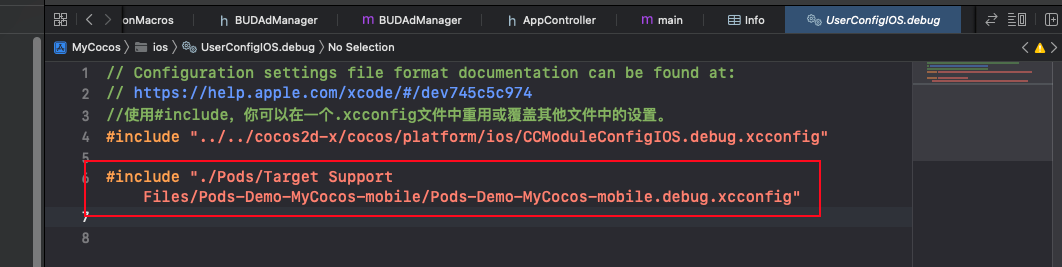 onMacros
BUDAdManager
BUDAdManager
AppController
main
Info
UserConfigIOS.debug
MyCocos
ios
UserConfigIOS.debug
No Selection
1 // Configuration settings file format documentation can be found at:
2 // https://help.apple.com/xcode/#/dev745c5c974
3 //使用#include，你可以在一个.xcconfig文件中重用或覆盖其他文件中的设置。
4 #include "../../cocos2d-x/cocos/platform/ios/CCModuleConfigIOS.debug.xcconfig"
5
6 #include "./Pods/Target Support
Files/Pods-Demo-MyCocos-mobile/Pods-Demo-MyCocos-mobile.debug.xcconfig"
7
8